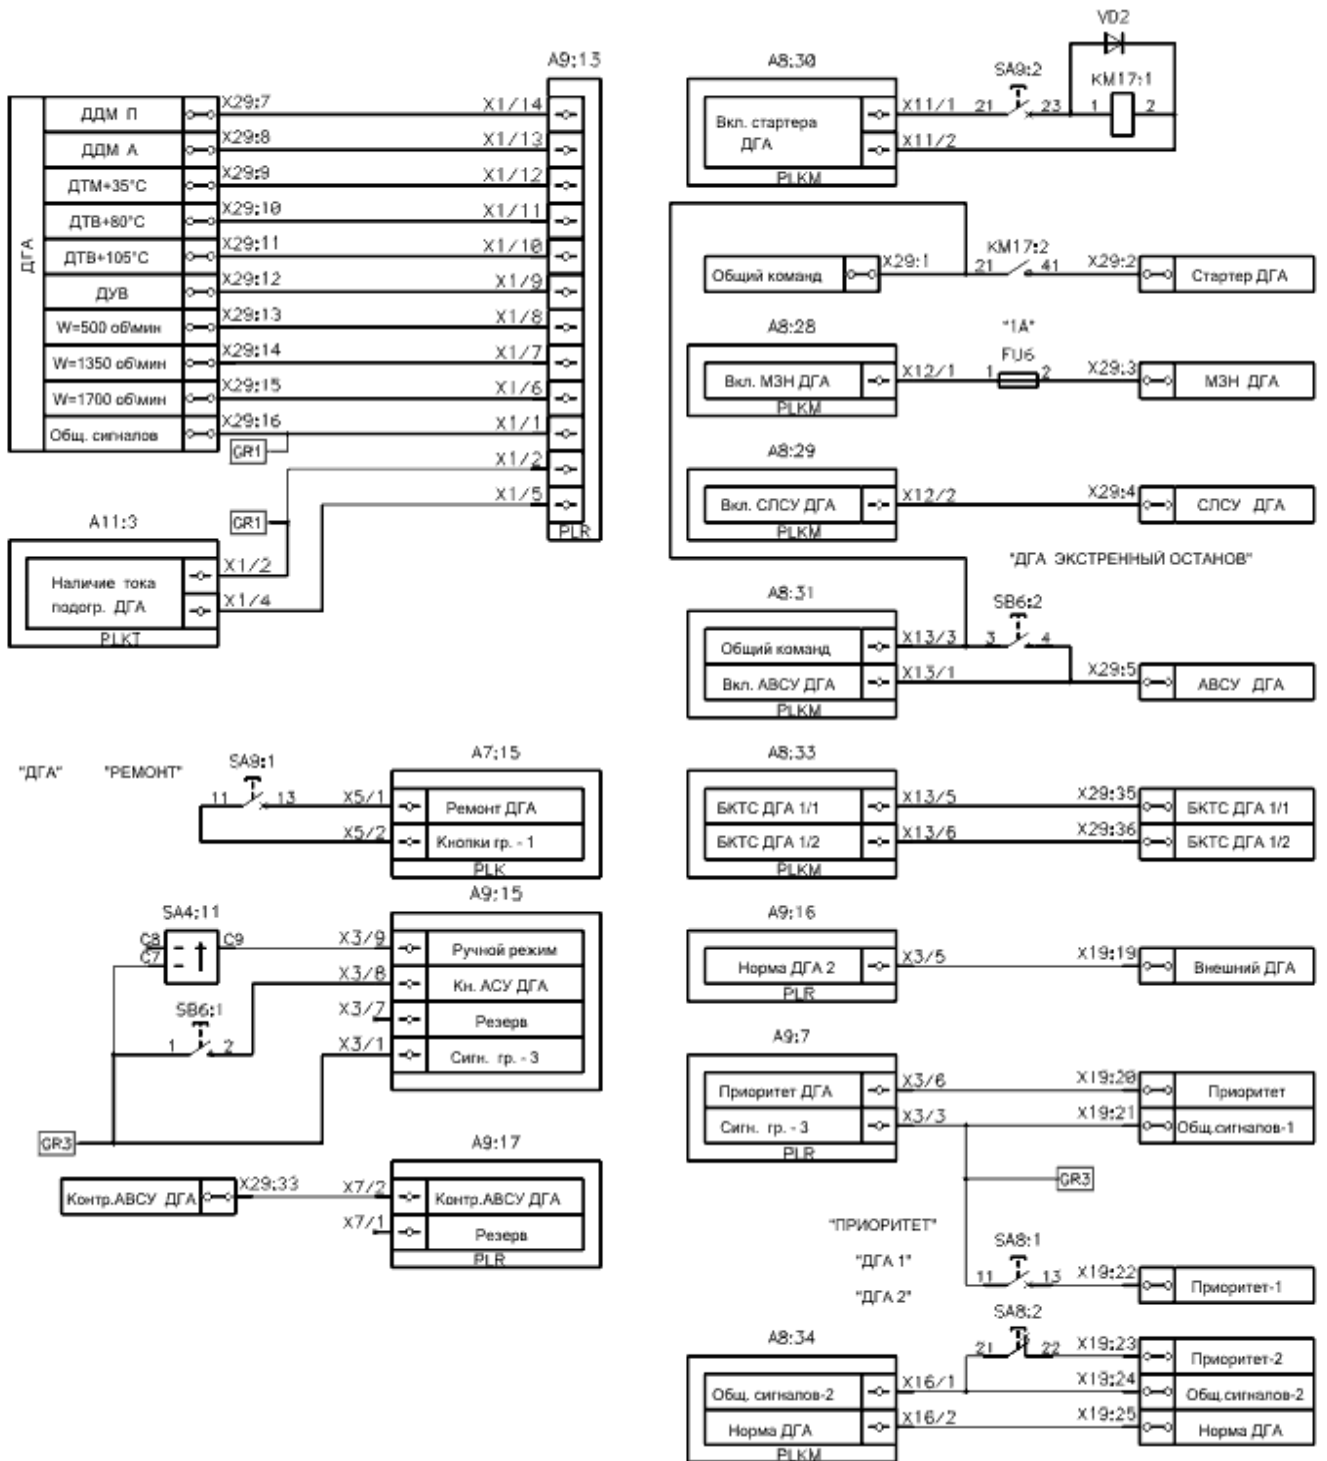 A9:13
ДГА
ДДМ П X29:7 X1/14
ДДМ А X29:8 X1/13
ДТМ+35°С X29:9 X1/12
ДТВ+80°С X29:10 X1/11
ДТВ+105°С X29:11 X1/10
ДУВ X29:12 X1/9
W=500 об\мин X29:13 X1/8
W=1350 об\мин X29:14 X1/7
W=1700 об\мин X29:15 X1/6
Общ. сигналов X29:16 X1/1
GR1 X1/2
X1/5
PLR
A11:3 GR1
Наличие тока X1/2
подогр. ДГА X1/4
PLKT
"ДГА" "РЕМОНТ" SA9:1 A7:15
11 13 X5/1 Ремонт ДГА
X5/2 Кнопки гр. - 1
PLK
SA4:11 A9:15
C8 C9 X3/9 Ручной режим
C7
X3/8 Кн. АСУ ДГА
SB6:1 X3/7 Резерв
1 2 X3/1 Сигн. гр. - 3
GR3
A9:17
Контр.АВСУ ДГА X29:33 X7/2 Контр.АВСУ ДГА
X7/1 Резерв
PLR
VD2
A8:30 SA9:2 KM17:1
Вкл. стартера ДГА X11/1 21 23 1 2
X11/2
PLKM
KM17:2
Общий команд X29:1 21 41 X29:2 Стартер ДГА
A8:28 "1A"
FU6
Вкл. МЗН ДГА X12/1 1 2 X29:3 МЗН ДГА
PLKM
A8:29
Вкл. СЛСУ ДГА X12/2 X29:4 СЛСУ ДГА
PLKM
"ДГА ЭКСТРЕННЫЙ ОСТАНОВ"
A8:31 SB6:2
Общий команд X13/3 3 4
Вкл. АВСУ ДГА X13/1 X29:5 АВСУ ДГА
PLKM
A8:33
БКТС ДГА 1/1 X13/5 X29:35 БКТС ДГА 1/1
БКТС ДГА 1/2 X13/6 X29:36 БКТС ДГА 1/2
PLKM
A9:16
Норма ДГА 2 X3/5 X19:19 Внешний ДГА
PLR
A9:7
Приоритет ДГА X3/6 X19:20 Приоритет
Сигн. гр. - 3 X3/3 X19:21 Общ.сигналов-1
PLR
GR3
"ПРИОРИТЕТ" SA8:1
"ДГА 1" 11 13 X19:22 Приоритет-1
"ДГА 2"
SA8:2
A8:34 21 22 X19:23 Приоритет-2
Общ. сигналов-2 X16/1 X19:24 Общ.сигналов-2
Норма ДГА X16/2 X19:25 Норма ДГА
PLKM